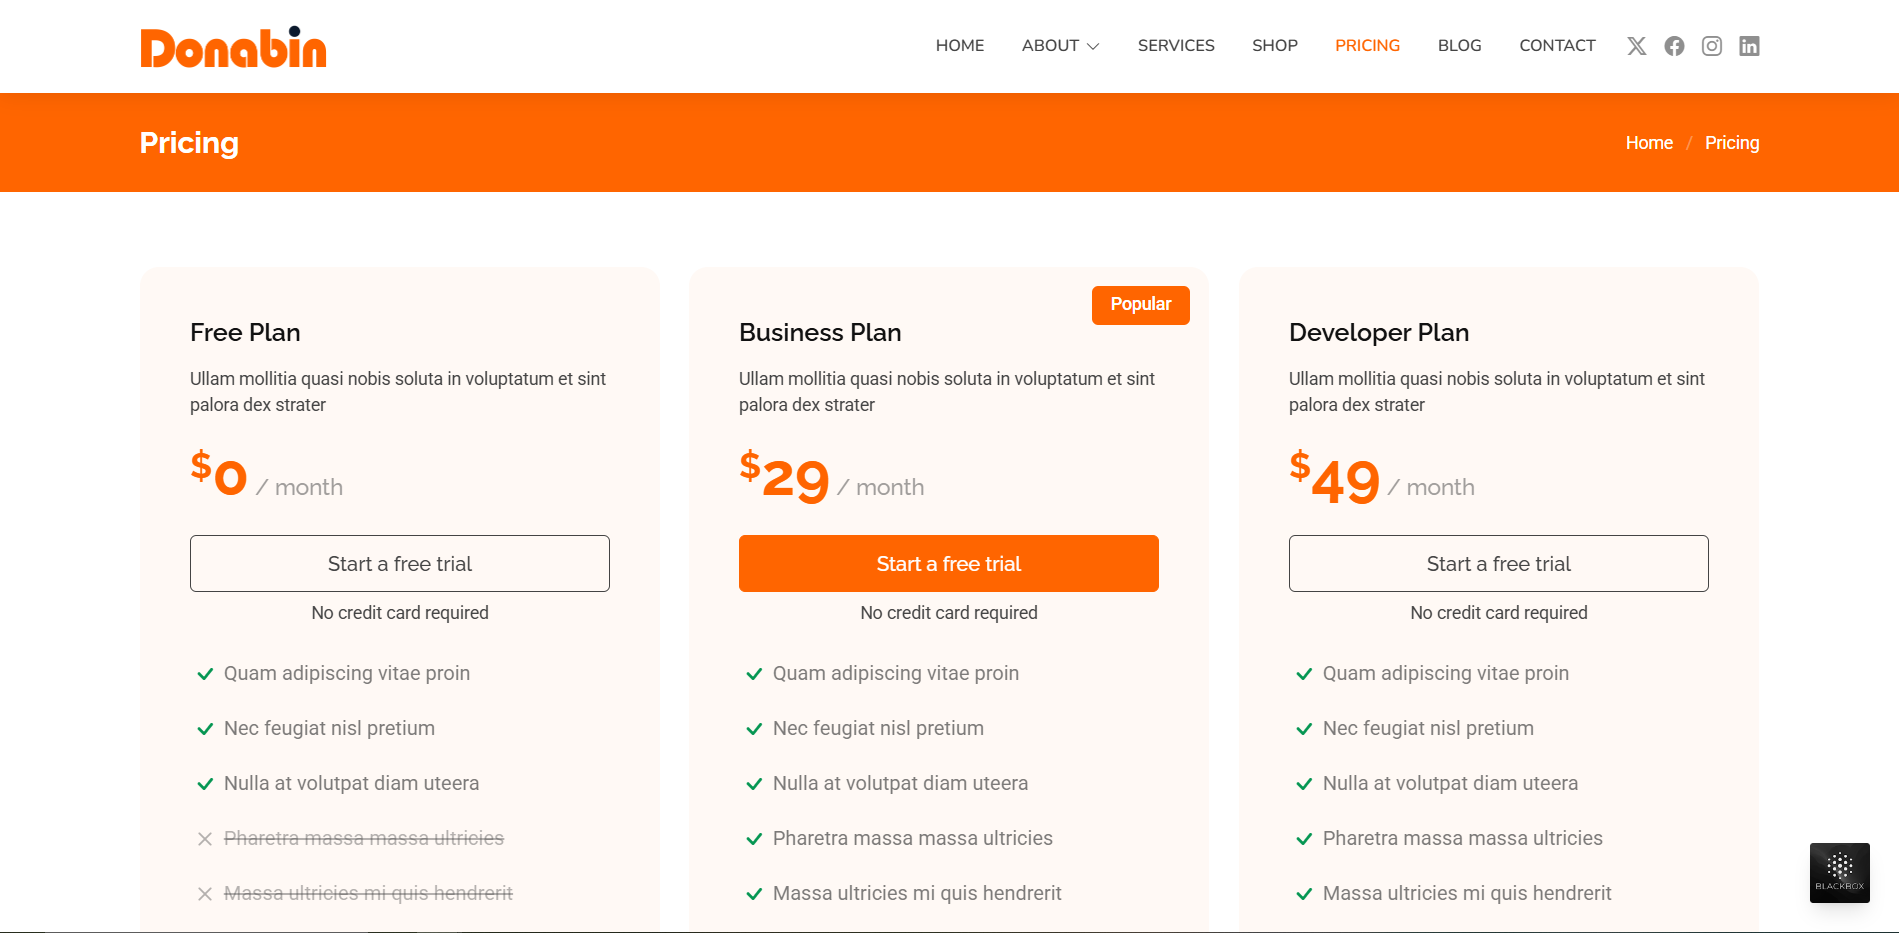 Donabin
HOME ABOUT SERVICES SHOP PRICING BLOG CONTACT
Pricing
Home / Pricing
Free Plan
Ullam mollitia quasi nobis soluta in voluptatum et sint
palora dex strater
$0 / month
Start a free trial
No credit card required
Quam adipiscing vitae proin
Nec feugiat nisl pretium
Nulla at volutpat diam uteera
Pharetra massa massa ultricies
Massa ultricies mi quis hendrerit
Popular
Business Plan
Ullam mollitia quasi nobis soluta in voluptatum et sint
palora dex strater
$29 / month
Start a free trial
No credit card required
Quam adipiscing vitae proin
Nec feugiat nisl pretium
Nulla at volutpat diam uteera
Pharetra massa massa ultricies
Massa ultricies mi quis hendrerit
Developer Plan
Ullam mollitia quasi nobis soluta in voluptatum et sint
palora dex strater
$49 / month
Start a free trial
No credit card required
Quam adipiscing vitae proin
Nec feugiat nisl pretium
Nulla at volutpat diam uteera
Pharetra massa massa ultricies
Massa ultricies mi quis hendrerit
BLACKBOX